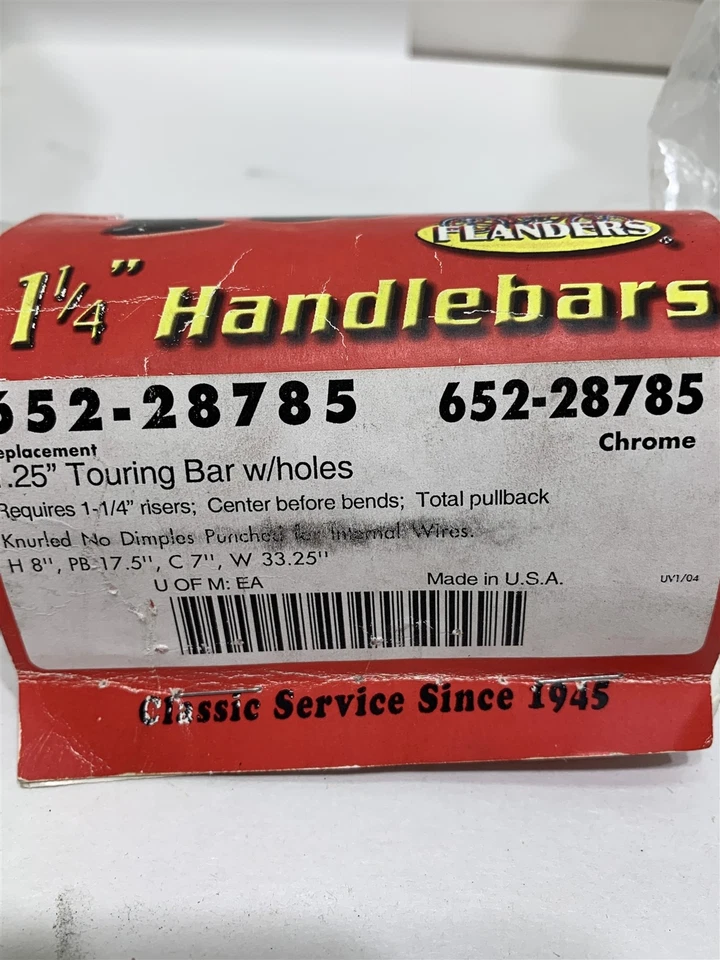 FLANDERS
1 1/4" Handlebars
652-28785 652-28785
eplacement Chrome
.25" Touring Bar w/holes
Requires 1-1/4" risers; Center before bends; Total pullback
Knurled No Dimples Punched for Internal Wires.
H 8", PB 17.5", C 7", W 33.25"
U OF M: EA Made in U.S.A. UV1/04
Classic Service Since 1945